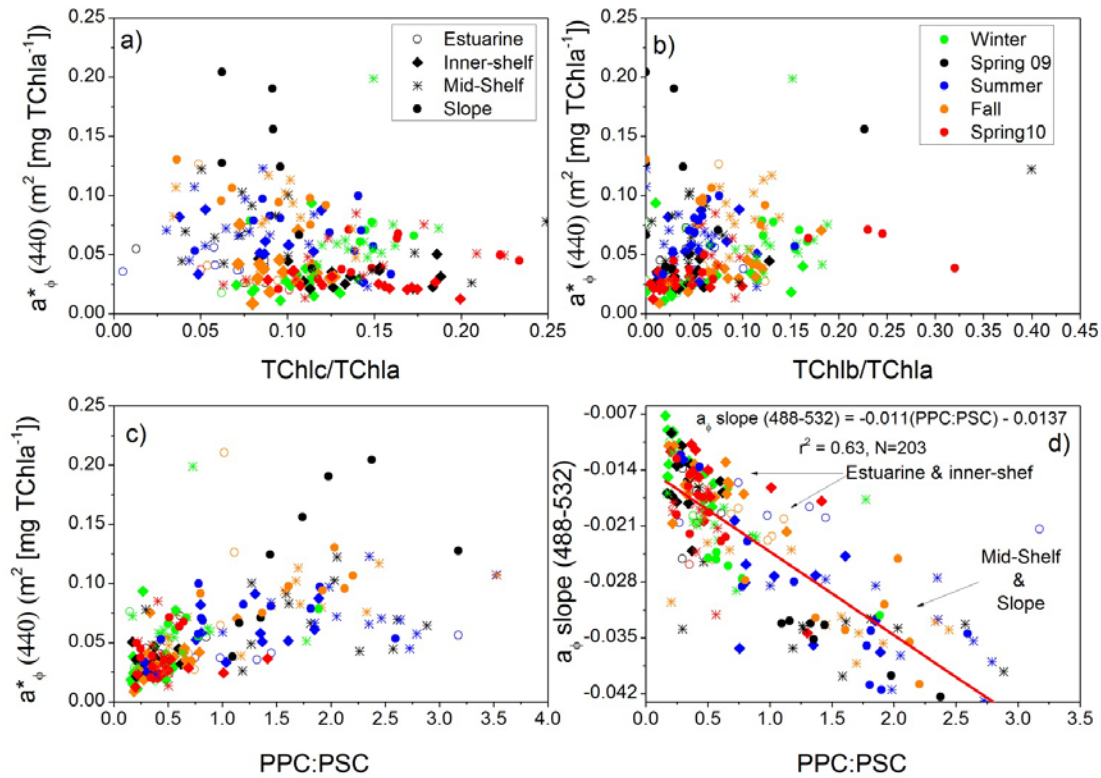 a)
Estuarine
Inner-shelf
Mid-Shelf
Slope
a*ϕ (440) (m² [mg TChla⁻¹])
0.25
0.20
0.15
0.10
0.05
0.00
0.00 0.05 0.10 0.15 0.20 0.25
TChlc/TChla
b)
Winter
Spring 09
Summer
Fall
Spring10
a*ϕ (440) (m² [mg TChla⁻¹])
0.25
0.20
0.15
0.10
0.05
0.00
0.00 0.05 0.10 0.15 0.20 0.25 0.30 0.35 0.40 0.45
TChlb/TChla
c)
a*ϕ (440) (m² [mg TChla⁻¹])
0.25
0.20
0.15
0.10
0.05
0.00
0.0 0.5 1.0 1.5 2.0 2.5 3.0 3.5 4.0
PPC:PSC
d)
aϕ slope (488-532) = -0.011(PPC:PSC) - 0.0137
r² = 0.63, N=203
Estuarine & inner-shef
Mid-Shelf
&
Slope
aϕ slope (488-532)
-0.007
-0.014
-0.021
-0.028
-0.035
-0.042
0.0 0.5 1.0 1.5 2.0 2.5 3.0 3.5
PPC:PSC